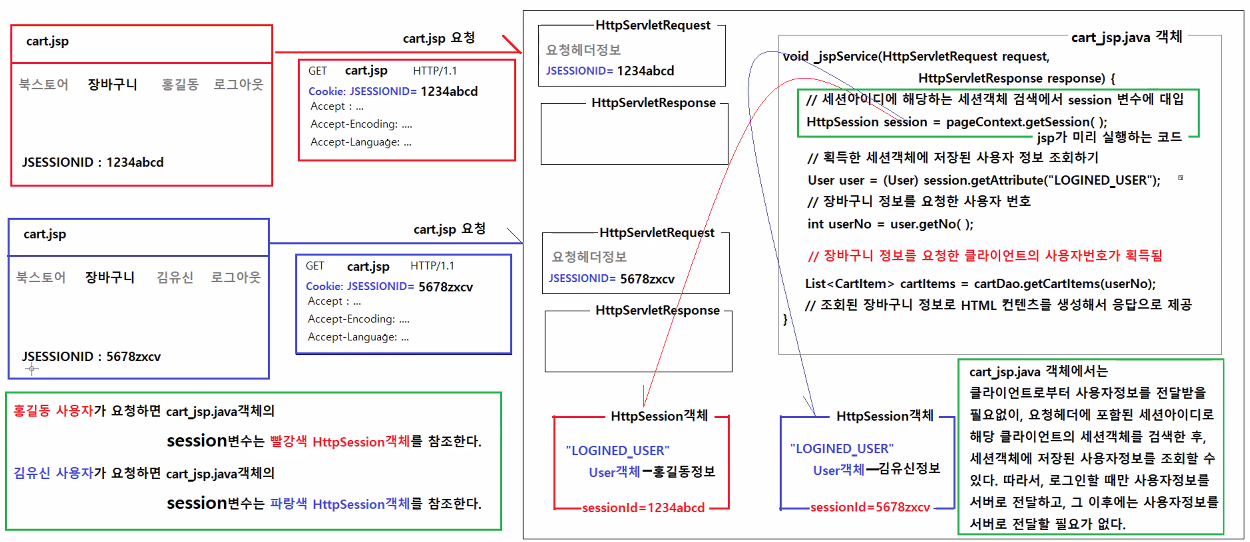 cart.jsp
북스토어 장바구니 홍길동 로그아웃
JSESSIONID : 1234abcd
cart.jsp 요청
GET cart.jsp HTTP/1.1
Cookie: JSESSIONID= 1234abcd
Accept : ...
Accept-Encoding: ....
Accept-Language: ...
cart.jsp
북스토어 장바구니 김유신 로그아웃
JSESSIONID : 5678zxcv
cart.jsp 요청
GET cart.jsp HTTP/1.1
Cookie: JSESSIONID= 5678zxcv
Accept : ...
Accept-Encoding: ....
Accept-Language: ...
홍길동 사용자가 요청하면 cart_jsp.java객체의
session변수는 빨강색 HttpSession객체를 참조한다.
김유신 사용자가 요청하면 cart_jsp.java객체의
session변수는 파랑색 HttpSession객체를 참조한다.
HttpServletRequest
요청헤더정보
JSESSIONID= 1234abcd
HttpServletResponse
HttpServletRequest
요청헤더정보
JSESSIONID= 5678zxcv
HttpServletResponse
cart_jsp.java 객체
void _jspService(HttpServletRequest request,
HttpServletResponse response) {
// 세션아이디에 해당하는 세션객체 검색에서 session 변수에 대입
HttpSession session = pageContext.getSession( );
jsp가 미리 실행하는 코드
// 획득한 세션객체에 저장된 사용자 정보 조회하기
User user = (User) session.getAttribute("LOGINED_USER");
// 장바구니 정보를 요청한 사용자 번호
int userNo = user.getNo( );
// 장바구니 정보를 요청한 클라이언트의 사용자번호가 획득됨
List<CartItem> cartItems = cartDao.getCartItems(userNo);
// 조회된 장바구니 정보로 HTML 컨텐츠를 생성해서 응답으로 제공
}
HttpSession객체
"LOGINED_USER"
User객체 홍길동정보
sessionId=1234abcd
HttpSession객체
"LOGINED_USER"
User객체 김유신정보
sessionId=5678zxcv
cart_jsp.java 객체에서는
클라이언트로부터 사용자정보를 전달받을
필요없이, 요청헤더에 포함된 세션아이디로
해당 클라이언트의 세션객체를 검색한 후,
세션객체에 저장된 사용자정보를 조회할 수
있다. 따라서, 로그인할 때만 사용자정보를
서버로 전달하고, 그 이후에는 사용자정보를
서버로 전달할 필요가 없다.